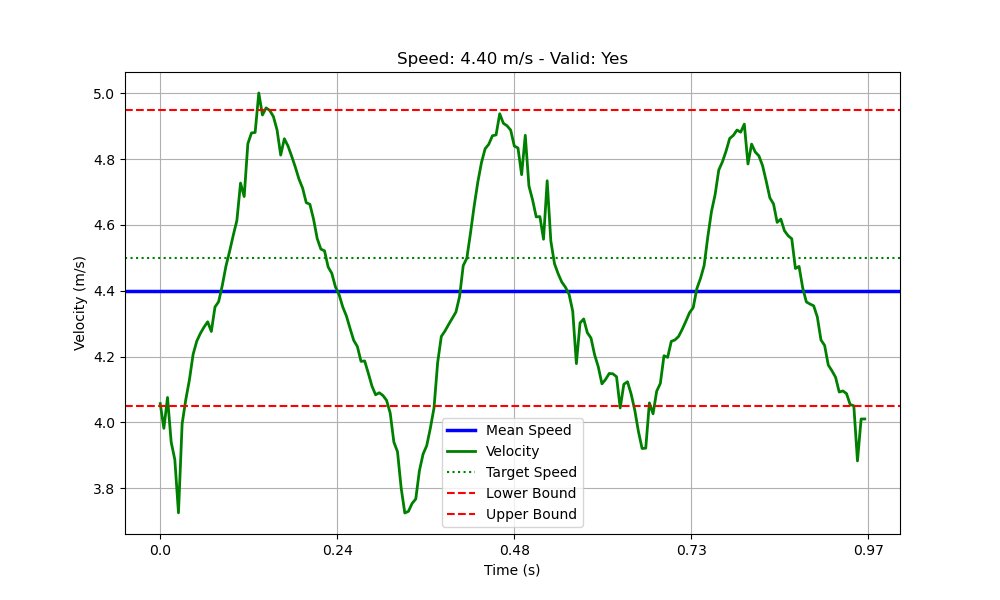 Speed: 4.40 m/s - Valid: Yes
Velocity (m/s)
5.0
4.8
4.6
4.4
4.2
4.0
3.8
Mean Speed
Velocity
Target Speed
Lower Bound
Upper Bound
0.0 0.24 0.48 0.73 0.97
Time (s)